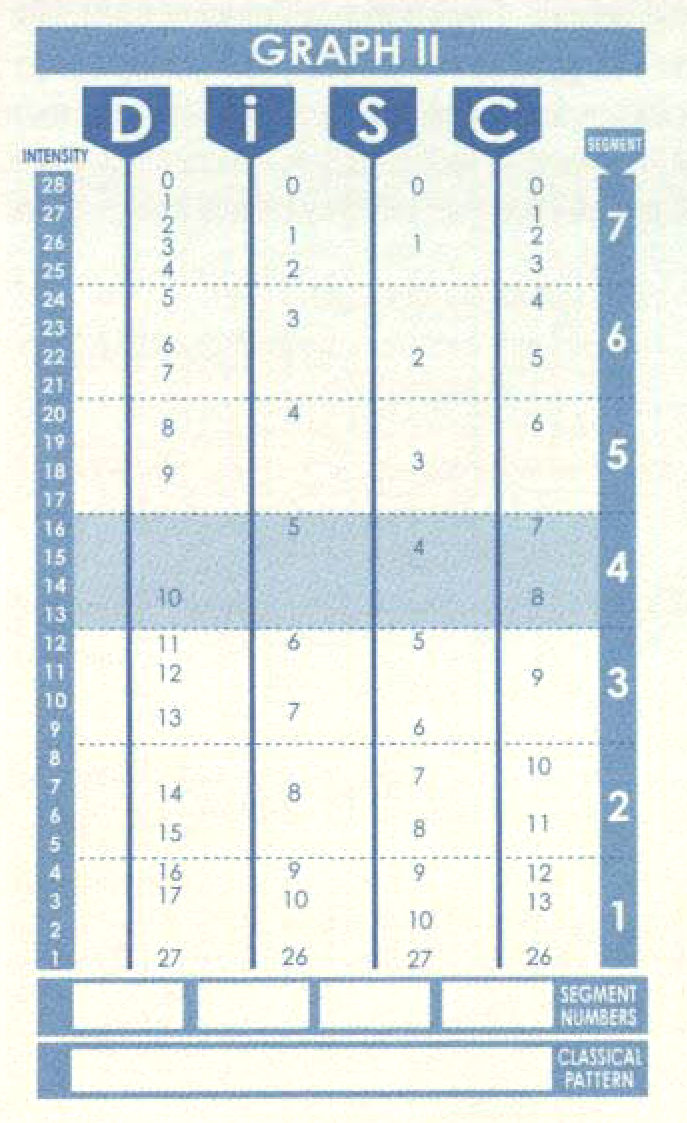 GRAPH II
D i S C
INTENSITY
SEGMENT
28 0 0 0 0
27 1 1 7
2 1 2
26 3 1
25 4 2 3
24 5 4
23 3
6 6
22 2 5
21 7
20 4
8 6
19
18 9 3 5
17
16 5 7
15 4 4
14 10 8
13
12 11 6 5
11 12 9 3
10 13 7
9 6
8 10
7 14 8 7
6 2
5 15 8 11
4 16 9 9 12
3 17 10 13
2 10 1
1 27 26 27 26
SEGMENT
NUMBERS
CLASSICAL
PATTERN